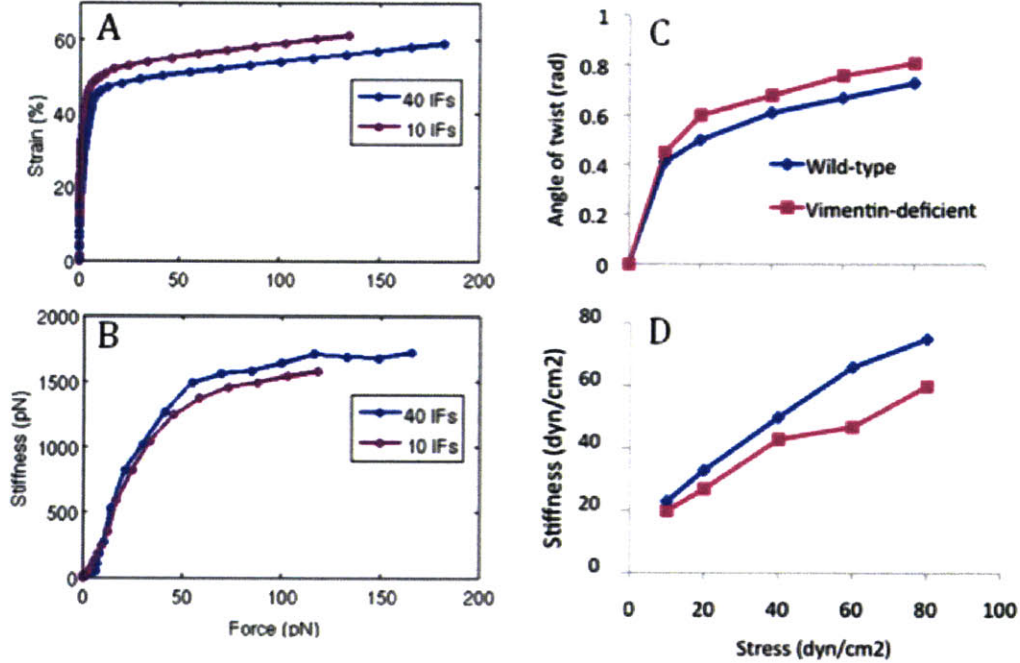 A
60
40
20
0
Strain (%)
40 IFs
10 IFs
0 50 100 150 200
B
2000
1500
1000
500
0
Stiffness (pN)
40 IFs
10 IFs
0 50 100 150 200
Force (pN)
C
1
0.8
0.6
0.4
0.2
0
Angle of twist (rad)
Wild-type
Vimentin-deficient
D
80
60
40
20
0
Stiffness (dyn/cm2)
0 20 40 60 80 100
Stress (dyn/cm2)